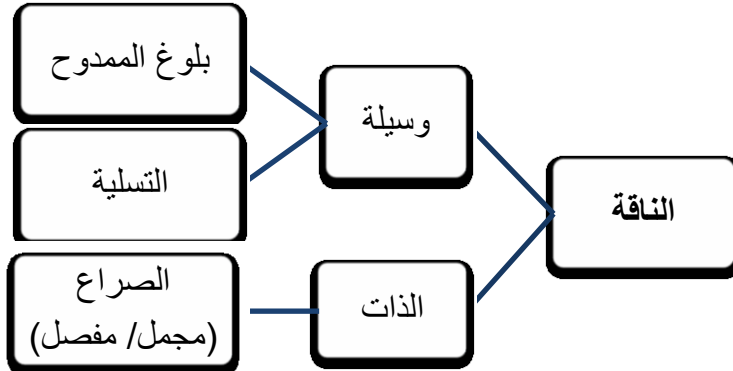 الناقة
وسيلة
بلوغ الممدوح
التسلية
الذات
الصراع
(مجمل/ مفصل)